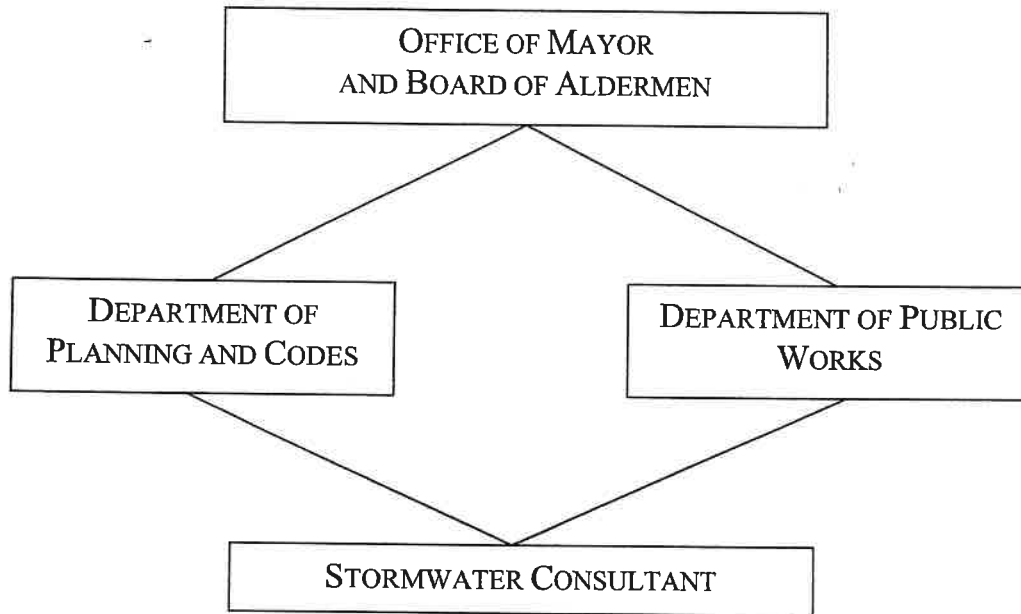 OFFICE OF MAYOR
AND BOARD OF ALDERMEN
DEPARTMENT OF
PLANNING AND CODES
DEPARTMENT OF PUBLIC
WORKS
STORMWATER CONSULTANT